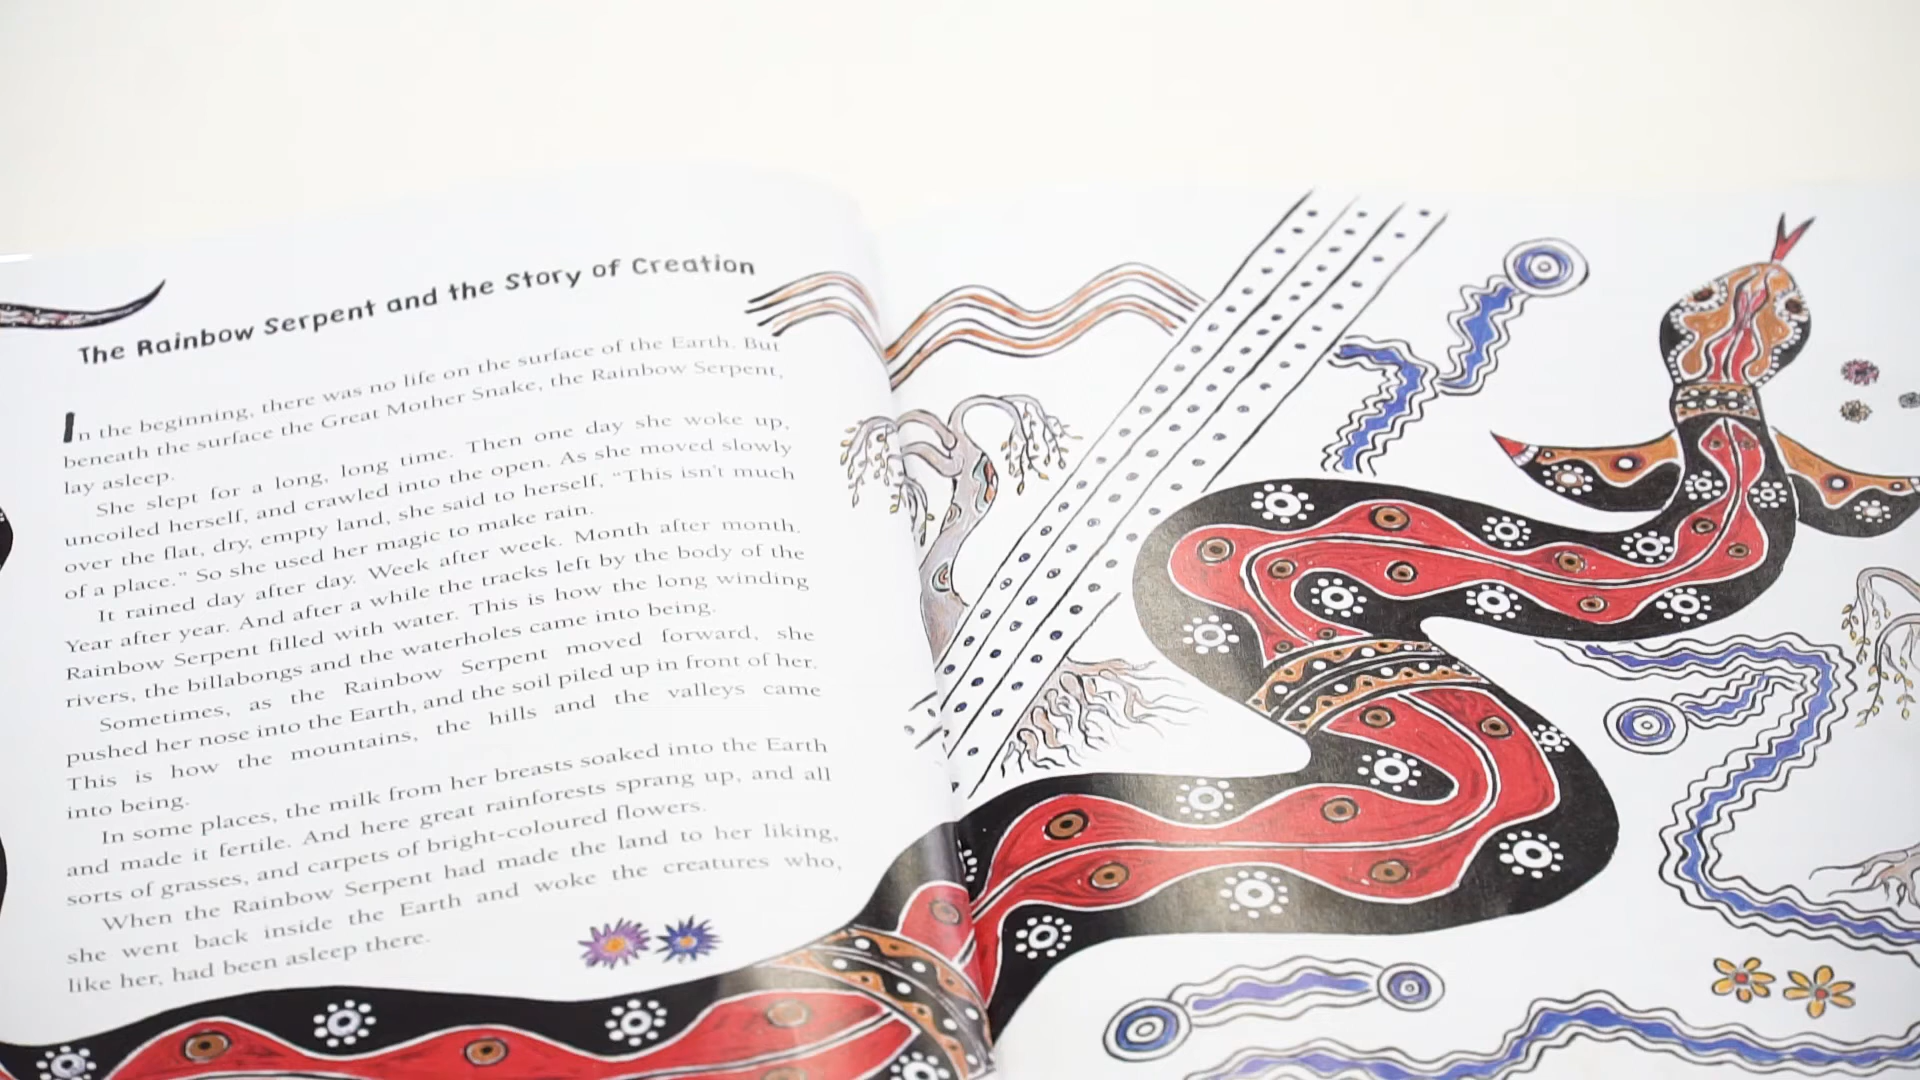 The Rainbow Serpent and the Story of Creation
In the beginning, there was no life on the surface of the Earth. But
beneath the surface the Great Mother Snake, the Rainbow Serpent,
lay asleep.
She slept for a long, long time. Then one day she woke up,
uncoiled herself, and crawled into the open. As she moved slowly
over the flat, dry, empty land, she said to herself, “This isn't much
of a place.” So she used her magic to make rain.
It rained day after day. Week after week. Month after month.
Year after year. And after a while the tracks left by the body of the
Rainbow Serpent filled with water. This is how the long winding
rivers, the billabongs and the waterholes came into being.
Sometimes, as the Rainbow Serpent moved forward, she
pushed her nose into the Earth, and the soil piled up in front of her.
This is how the mountains, the hills and the valleys came
into being.
In some places, the milk from her breasts soaked into the Earth
and made it fertile. And here great rainforests sprang up, and all
sorts of grasses, and carpets of bright-coloured flowers.
When the Rainbow Serpent had made the land to her liking,
she went back inside the Earth and woke the creatures who,
like her, had been asleep there.